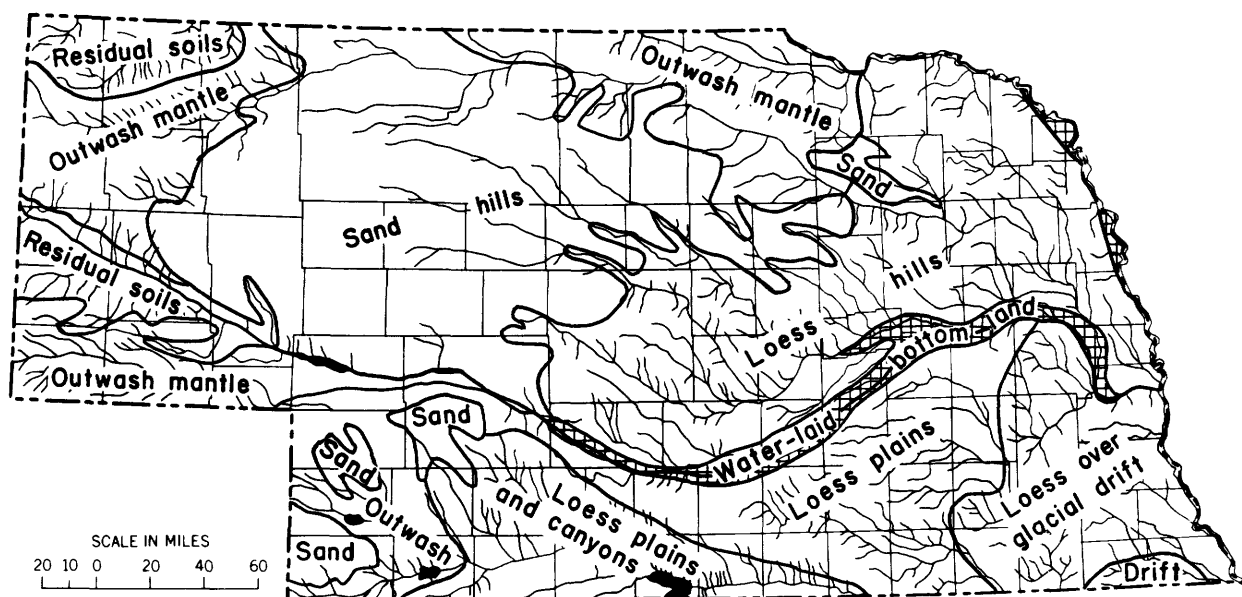 Residual soils
Outwash mantle
Outwash mantle
Sand
Sand hills
Residual soils
hills
Loess
Water-laid bottom land
Outwash mantle
Sand
Sand
Outwash
Sand
Loess plains
and canyons
Loess plains
Loess over
glacial drift
Drift
SCALE IN MILES
20 10 0 20 40 60